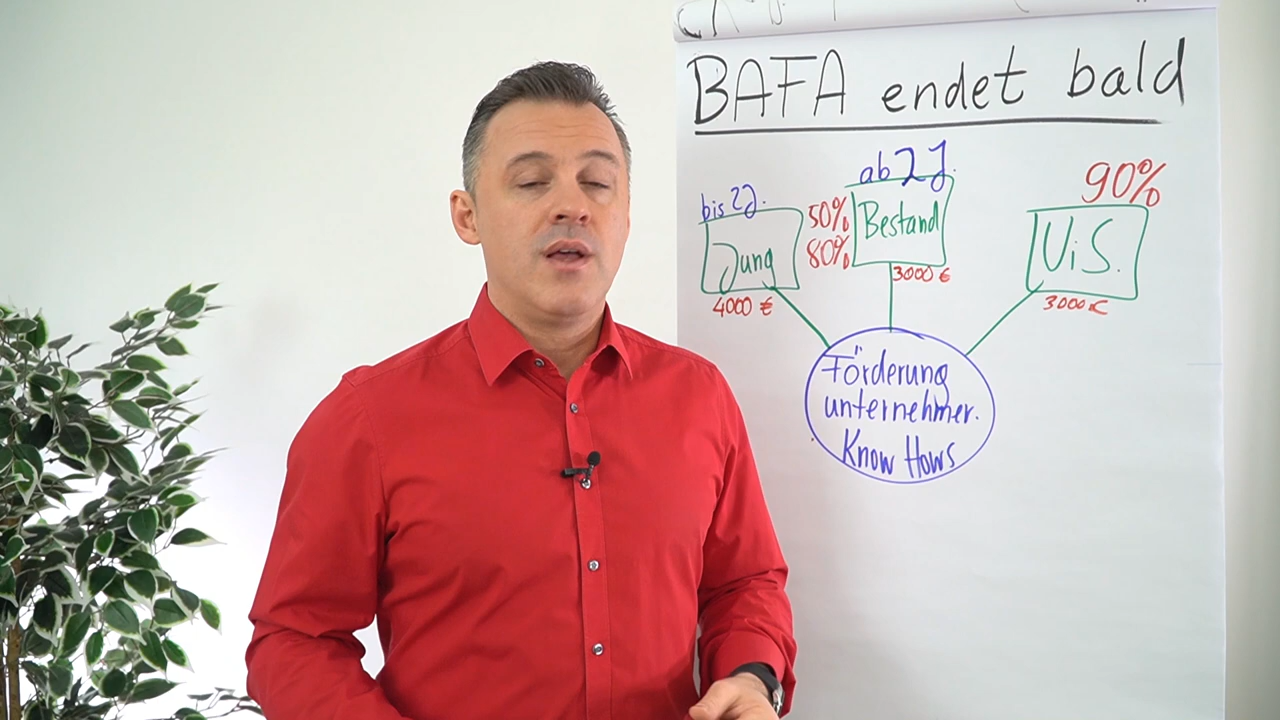 BAFA endet bald
bis 2J.
Jung
4000 €
50%
80%
ab 2J.
Bestand
3000 €
90%
UiS.
3000€
Förderung
unternehmer.
Know Hows